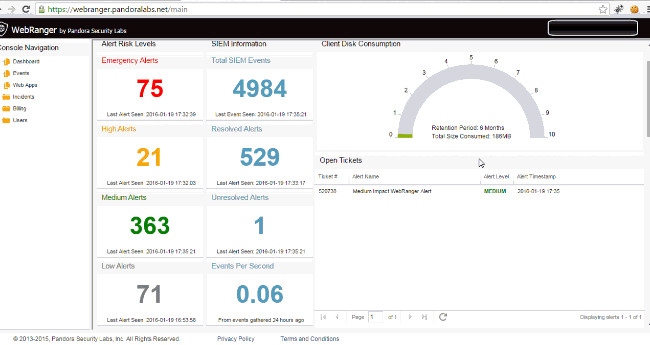 https://webranger.pandoralabs.net/main
WebRanger by Pandora Security Labs
Console Navigation
Dashboard
Events
Web Apps
Incidents
Billing
Users
Alert Risk Levels
SIEM Information
Client Disk Consumption
Emergency Alerts
75
Last Alert Seen: 2016-01-19 17:32:39
Total SIEM Events
4984
Last Event Seen: 2016-01-19 17:35:21
High Alerts
21
Last Alert Seen: 2016-01-19 17:32:03
Resolved Alerts
529
Last Alert Seen: 2016-01-19 17:33:17
Medium Alerts
363
Last Alert Seen: 2016-01-19 17:35:21
Unresolved Alerts
1
Last Alert Seen: 2016-01-19 17:35:21
Low Alerts
71
Last Alert Seen: 2016-01-19 16:53:58
Events Per Second
0.06
From events gathered 24 hours ago
0
1
2
3
4
5
6
7
8
9
10
Retention Period: 6 Months
Total Size Consumed: 186MB
Open Tickets
Ticket # Alert Name Alert Level Alert Timestamp
Medium Impact WebRanger Alert MEDIUM 2016-01-19 17:35
Page 1 of 1
Displaying alerts 1 - 1 of 1
© 2013-2015, Pandora Security Labs, Inc. All Rights Reserved.
Privacy Policy
Terms and Conditions